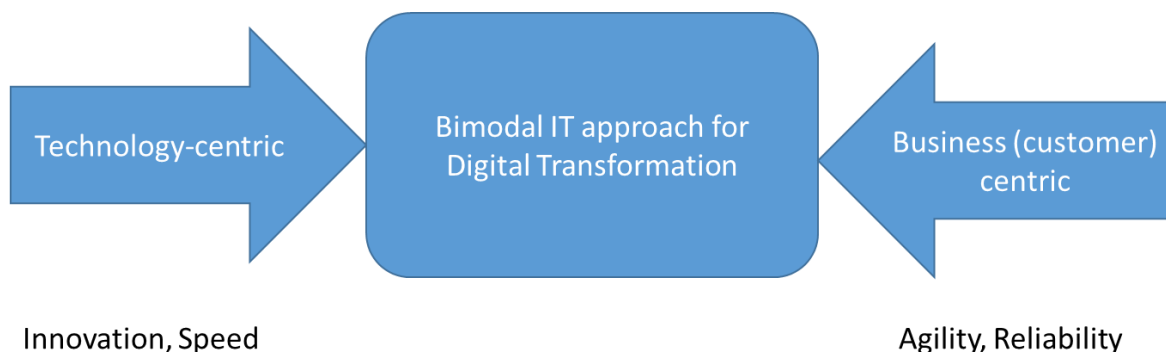 Technology-centric
Bimodal IT approach for
Digital Transformation
Business (customer)
centric
Innovation, Speed
Agility, Reliability